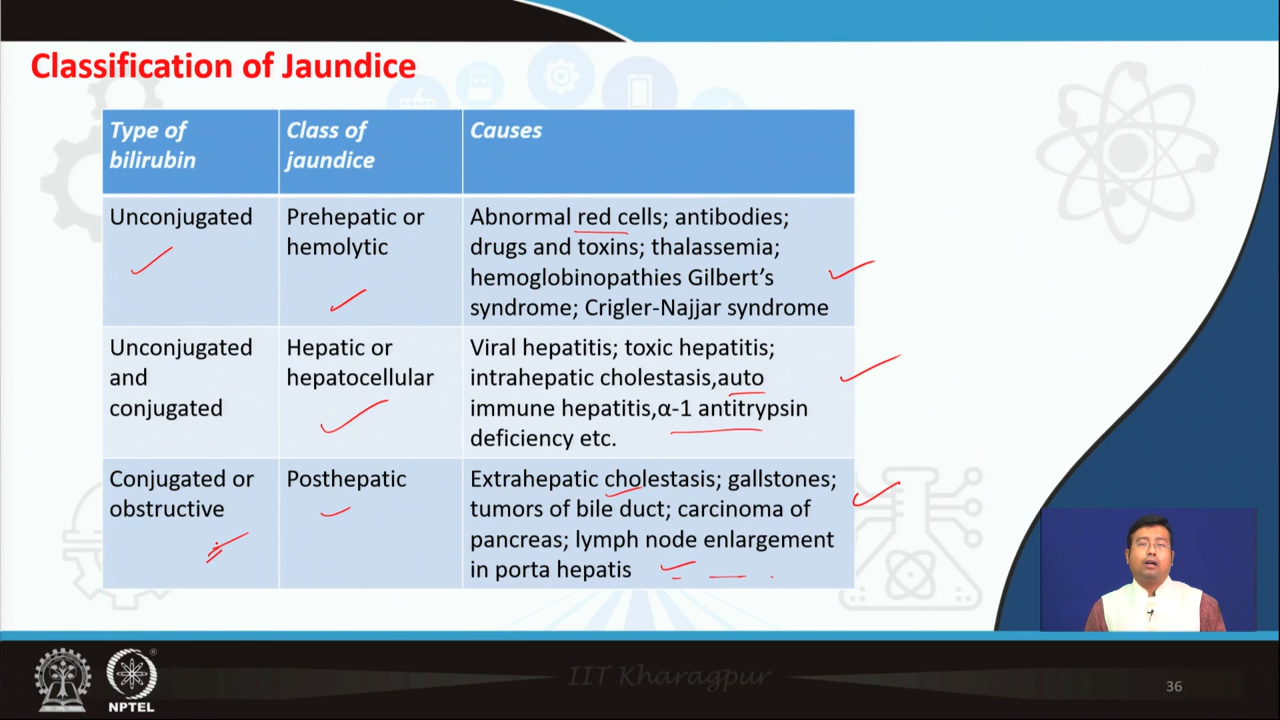 Classification of Jaundice
Type of
bilirubin
Class of
jaundice
Causes
Unconjugated
Prehepatic or
hemolytic
Abnormal red cells; antibodies;
drugs and toxins; thalassemia;
hemoglobinopathies Gilbert's
syndrome; Crigler-Najjar syndrome
Unconjugated
and
conjugated
Hepatic or
hepatocellular
Viral hepatitis; toxic hepatitis;
intrahepatic cholestasis,auto
immune hepatitis,α-1 antitrypsin
deficiency etc.
Conjugated or
obstructive
Posthepatic
Extrahepatic cholestasis; gallstones;
tumors of bile duct; carcinoma of
pancreas; lymph node enlargement
in porta hepatis
IIT Kharagpur
NPTEL
36